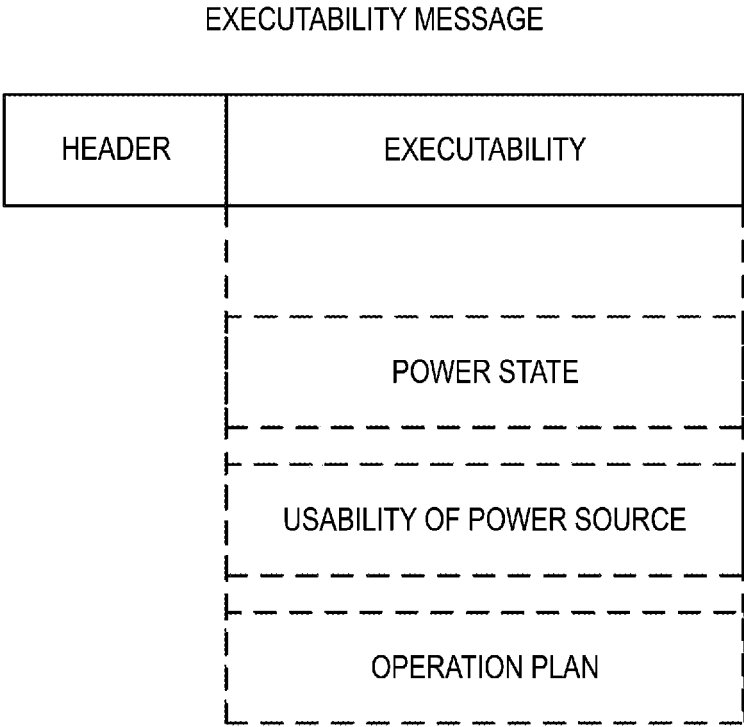 EXECUTABILITY MESSAGE
HEADER
EXECUTABILITY
POWER STATE
USABILITY OF POWER SOURCE
OPERATION PLAN